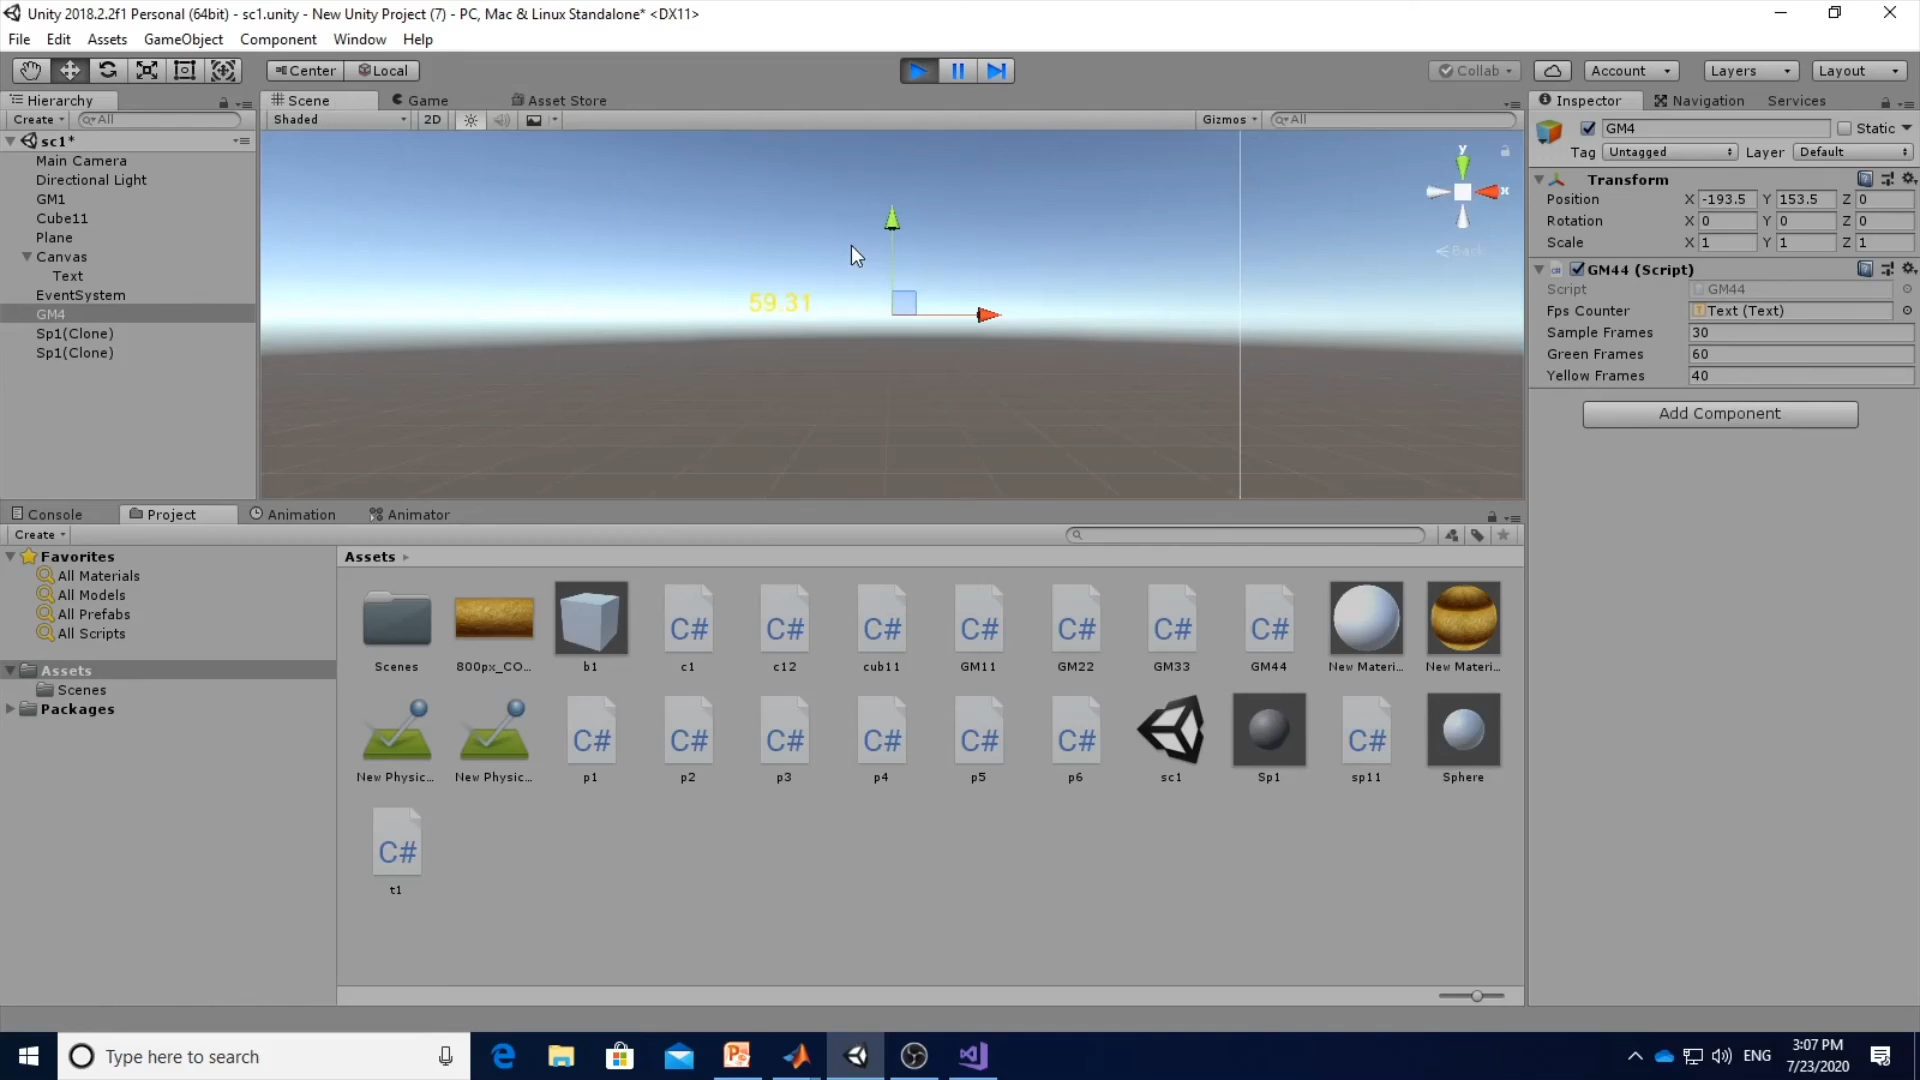 Unity 2018.2.2f1 Personal (64bit) - sc1.unity - New Unity Project (7) - PC, Mac & Linux Standalone* <DX11>
File Edit Assets GameObject Component Window Help
Center Local Collab Account Layers Layout
Hierarchy Scene Game Asset Store Inspector Navigation Services
Create All Shaded 2D Gizmos All
GM4 Static
Tag Untagged Layer Default
sc1*
Main Camera
Directional Light
GM1
Cube11
Plane
Canvas
Text
EventSystem
GM4
Sp1(Clone)
Sp1(Clone)
y
x
Back
59.31
Transform
Position X -193.5 Y 153.5 Z 0
Rotation X 0 Y 0 Z 0
Scale X 1 Y 1 Z 1
GM44 (Script)
Script GM44
Fps Counter Text (Text)
Sample Frames 30
Green Frames 60
Yellow Frames 40
Add Component
Console Project Animation Animator
Create
Favorites
All Materials
All Models
All Prefabs
All Scripts
Assets
Scenes
Packages
Assets
C# C# C# C# C# C# C#
Scenes 800px_CO... b1 c1 c12 cub11 GM11 GM22 GM33 GM44 New Materi... New Materi...
C# C# C# C# C# C# C#
New Physic... New Physic... p1 p2 p3 p4 p5 p6 sc1 Sp1 sp11 Sphere
C#
t1
Type here to search
ENG
3:07 PM
7/23/2020